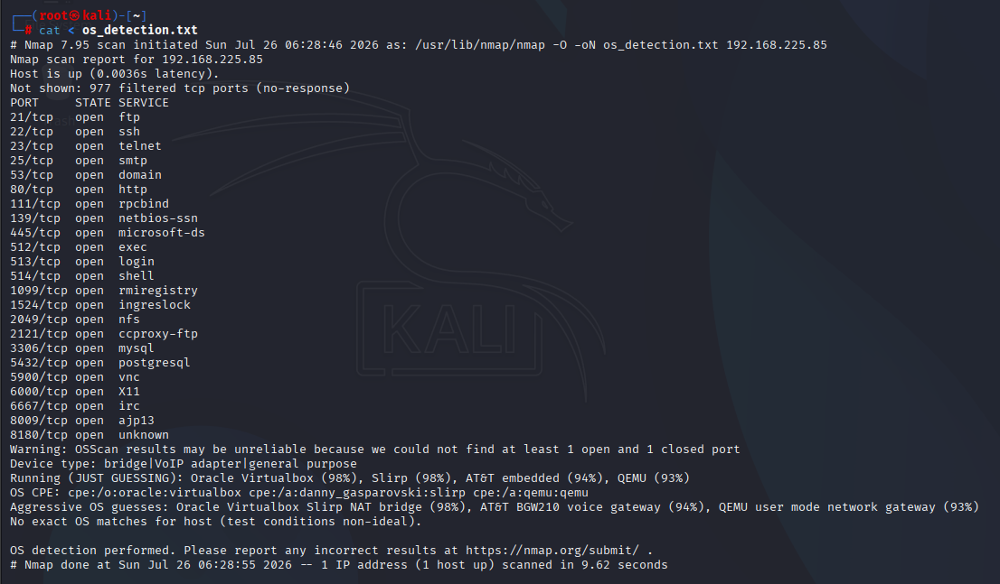 ┌──(root㉿kali)-[~]
└─# cat < os_detection.txt
# Nmap 7.95 scan initiated Sun Jul 26 06:28:46 2026 as: /usr/lib/nmap/nmap -O -oN os_detection.txt 192.168.225.85
Nmap scan report for 192.168.225.85
Host is up (0.0036s latency).
Not shown: 977 filtered tcp ports (no-response)
PORT     STATE SERVICE
21/tcp   open  ftp
22/tcp   open  ssh
23/tcp   open  telnet
25/tcp   open  smtp
53/tcp   open  domain
80/tcp   open  http
111/tcp  open  rpcbind
139/tcp  open  netbios-ssn
445/tcp  open  microsoft-ds
512/tcp  open  exec
513/tcp  open  login
514/tcp  open  shell
1099/tcp open  rmiregistry
1524/tcp open  ingreslock
2049/tcp open  nfs
2121/tcp open  ccproxy-ftp
3306/tcp open  mysql
5432/tcp open  postgresql
5900/tcp open  vnc
6000/tcp open  X11
6667/tcp open  irc
8009/tcp open  ajp13
8180/tcp open  unknown
Warning: OSScan results may be unreliable because we could not find at least 1 open and 1 closed port
Device type: bridge|VoIP adapter|general purpose
Running (JUST GUESSING): Oracle Virtualbox (98%), Slirp (98%), AT&T embedded (94%), QEMU (93%)
OS CPE: cpe:/o:oracle:virtualbox cpe:/a:danny_gasparovski:slirp cpe:/a:qemu:qemu
Aggressive OS guesses: Oracle Virtualbox Slirp NAT bridge (98%), AT&T BGW210 voice gateway (94%), QEMU user mode network gateway (93%)
No exact OS matches for host (test conditions non-ideal).
OS detection performed. Please report any incorrect results at https://nmap.org/submit/ .
# Nmap done at Sun Jul 26 06:28:55 2026 -- 1 IP address (1 host up) scanned in 9.62 seconds
KALI